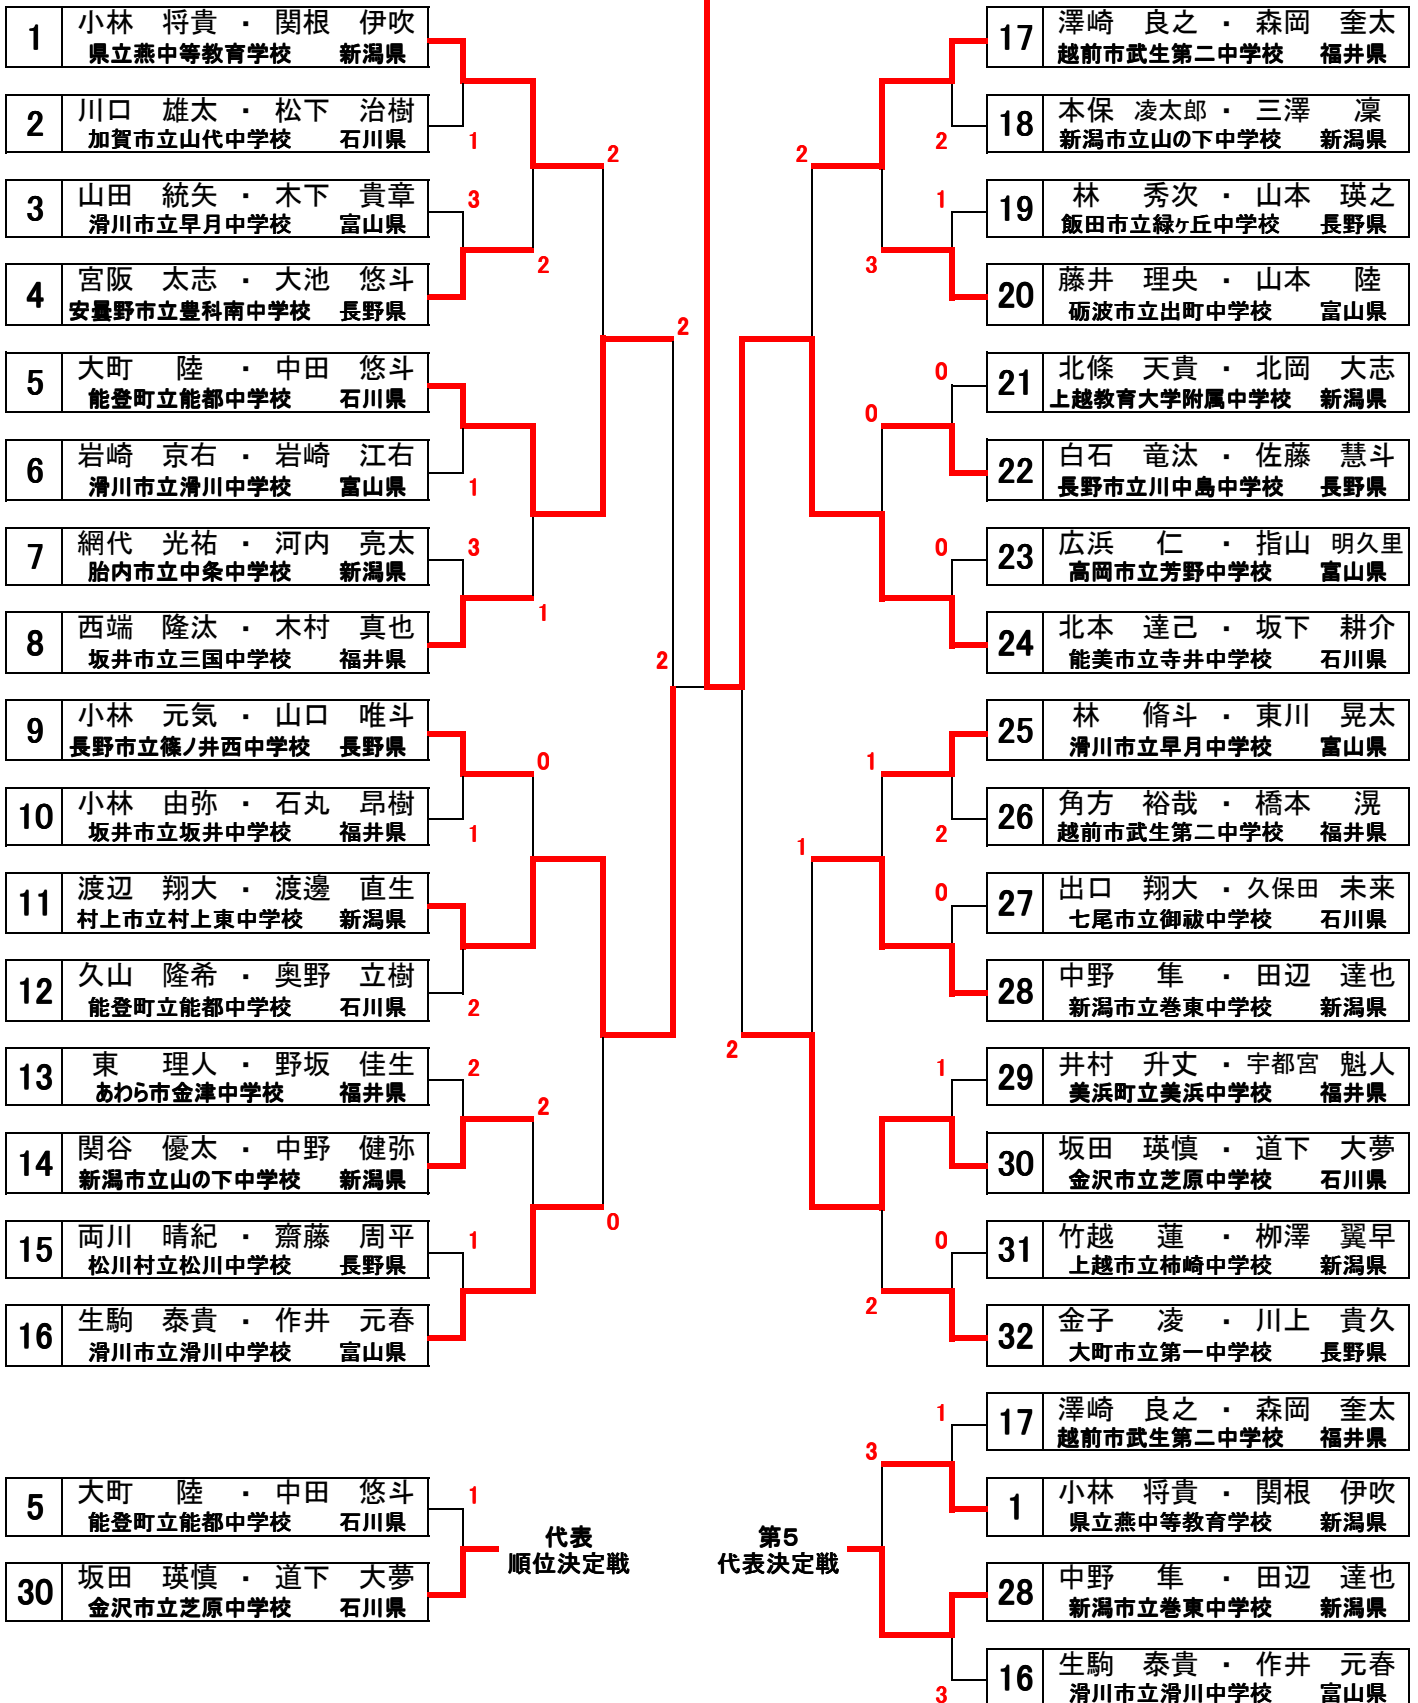 1 小林 将貴 ・ 関根 伊吹
県立燕中等教育学校 新潟県
2 川口 雄太 ・ 松下 治樹
加賀市立山代中学校 石川県
1
2
3 山田 統矢 ・ 木下 貴章
滑川市立早月中学校 富山県
3
4 宮阪 太志 ・ 大池 悠斗
安曇野市立豊科南中学校 長野県
2
2
5 大町 陸 ・ 中田 悠斗
能登町立能都中学校 石川県
6 岩崎 京右 ・ 岩崎 江右
滑川市立滑川中学校 富山県
1
7 網代 光祐 ・ 河内 亮太
胎内市立中条中学校 新潟県
3
8 西端 隆汰 ・ 木村 真也
坂井市立三国中学校 福井県
1
2
9 小林 元気 ・ 山口 唯斗
長野市立篠ノ井西中学校 長野県
0
10 小林 由弥 ・ 石丸 昂樹
坂井市立坂井中学校 福井県
1
11 渡辺 翔大 ・ 渡邊 直生
村上市立村上東中学校 新潟県
12 久山 隆希 ・ 奥野 立樹
能登町立能都中学校 石川県
2
13 東 理人 ・ 野坂 佳生
あわら市金津中学校 福井県
2
2
14 関谷 優太 ・ 中野 健弥
新潟市立山の下中学校 新潟県
15 両川 晴紀 ・ 齋藤 周平
松川村立松川中学校 長野県
1
0
16 生駒 泰貴 ・ 作井 元春
滑川市立滑川中学校 富山県
17 澤崎 良之 ・ 森岡 奎太
越前市武生第二中学校 福井県
18 本保 凌太郎 ・ 三澤 凜
新潟市立山の下中学校 新潟県
2
2
19 林 秀次 ・ 山本 瑛之
飯田市立緑ヶ丘中学校 長野県
1
20 藤井 理央 ・ 山本 陸
砺波市立出町中学校 富山県
3
21 北條 天貴 ・ 北岡 大志
上越教育大学附属中学校 新潟県
0
0
22 白石 竜汰 ・ 佐藤 慧斗
長野市立川中島中学校 長野県
23 広浜 仁 ・ 指山 明久里
高岡市立芳野中学校 富山県
0
24 北本 達己 ・ 坂下 耕介
能美市立寺井中学校 石川県
25 林 脩斗 ・ 東川 晃太
滑川市立早月中学校 富山県
1
26 角方 裕哉 ・ 橋本 滉
越前市武生第二中学校 福井県
2
1
27 出口 翔大 ・ 久保田 未来
七尾市立御祓中学校 石川県
0
28 中野 隼 ・ 田辺 達也
新潟市立巻東中学校 新潟県
2
29 井村 升丈 ・ 宇都宮 魁人
美浜町立美浜中学校 福井県
1
30 坂田 瑛慎 ・ 道下 大夢
金沢市立芝原中学校 石川県
31 竹越 蓮 ・ 栁澤 翼早
上越市立柿崎中学校 新潟県
0
32 金子 凌 ・ 川上 貴久
大町市立第一中学校 長野県
2
5 大町 陸 ・ 中田 悠斗
能登町立能都中学校 石川県
1
30 坂田 瑛慎 ・ 道下 大夢
金沢市立芝原中学校 石川県
代表
順位決定戦
第5
代表決定戦
17 澤崎 良之 ・ 森岡 奎太
越前市武生第二中学校 福井県
1
3
1 小林 将貴 ・ 関根 伊吹
県立燕中等教育学校 新潟県
28 中野 隼 ・ 田辺 達也
新潟市立巻東中学校 新潟県
16 生駒 泰貴 ・ 作井 元春
滑川市立滑川中学校 富山県
3